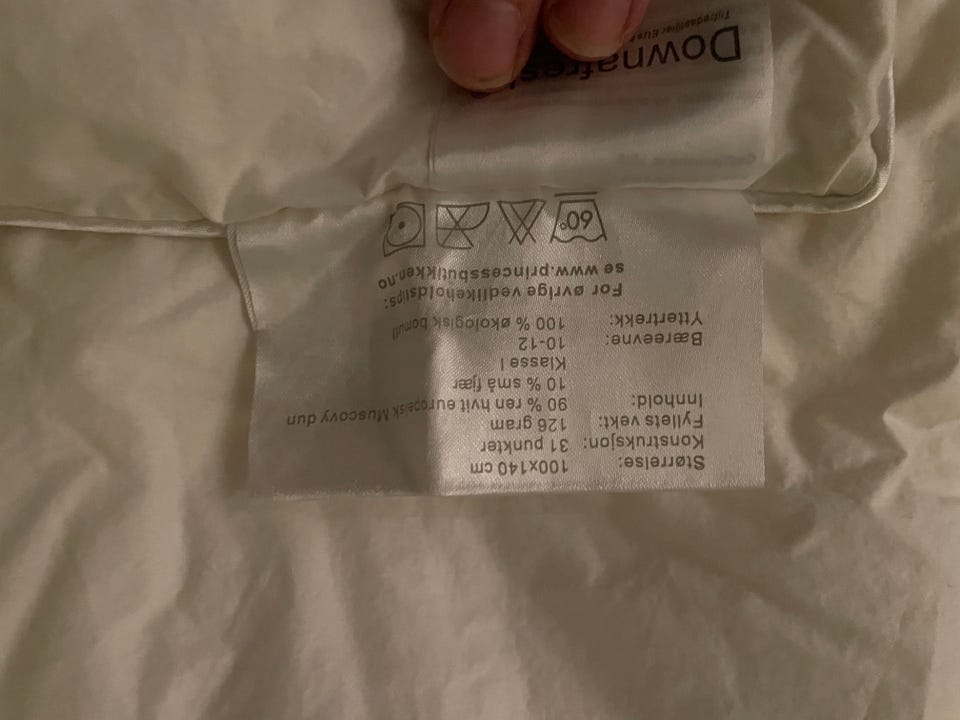 Størrelse: 100x140 cm
Konstruksjon: 31 punkter
Fyllets vekt: 126 gram
Innhold: 90 % ren hvit europeisk Muscovy dun
10 % små fjær
Klasse I
Bæreevne: 10-12
Yttertrekk: 100 % økologisk bomull
For øvrige vedlikeholdstips:
se www.princessbutikken.no
60°